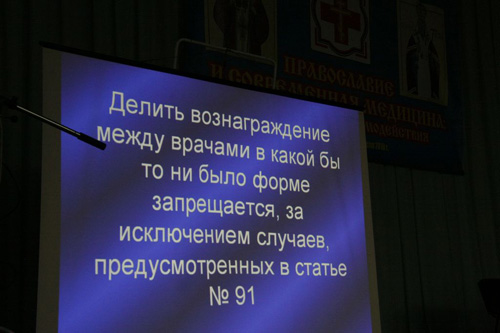 ПРАВОСЛАВИЕ
И СОВРЕМЕННАЯ МЕДИЦИНА
Делить вознаграждение
между врачами в какой бы
то ни было форме
запрещается, за
исключением случаев,
предусмотренных в статье
№ 91